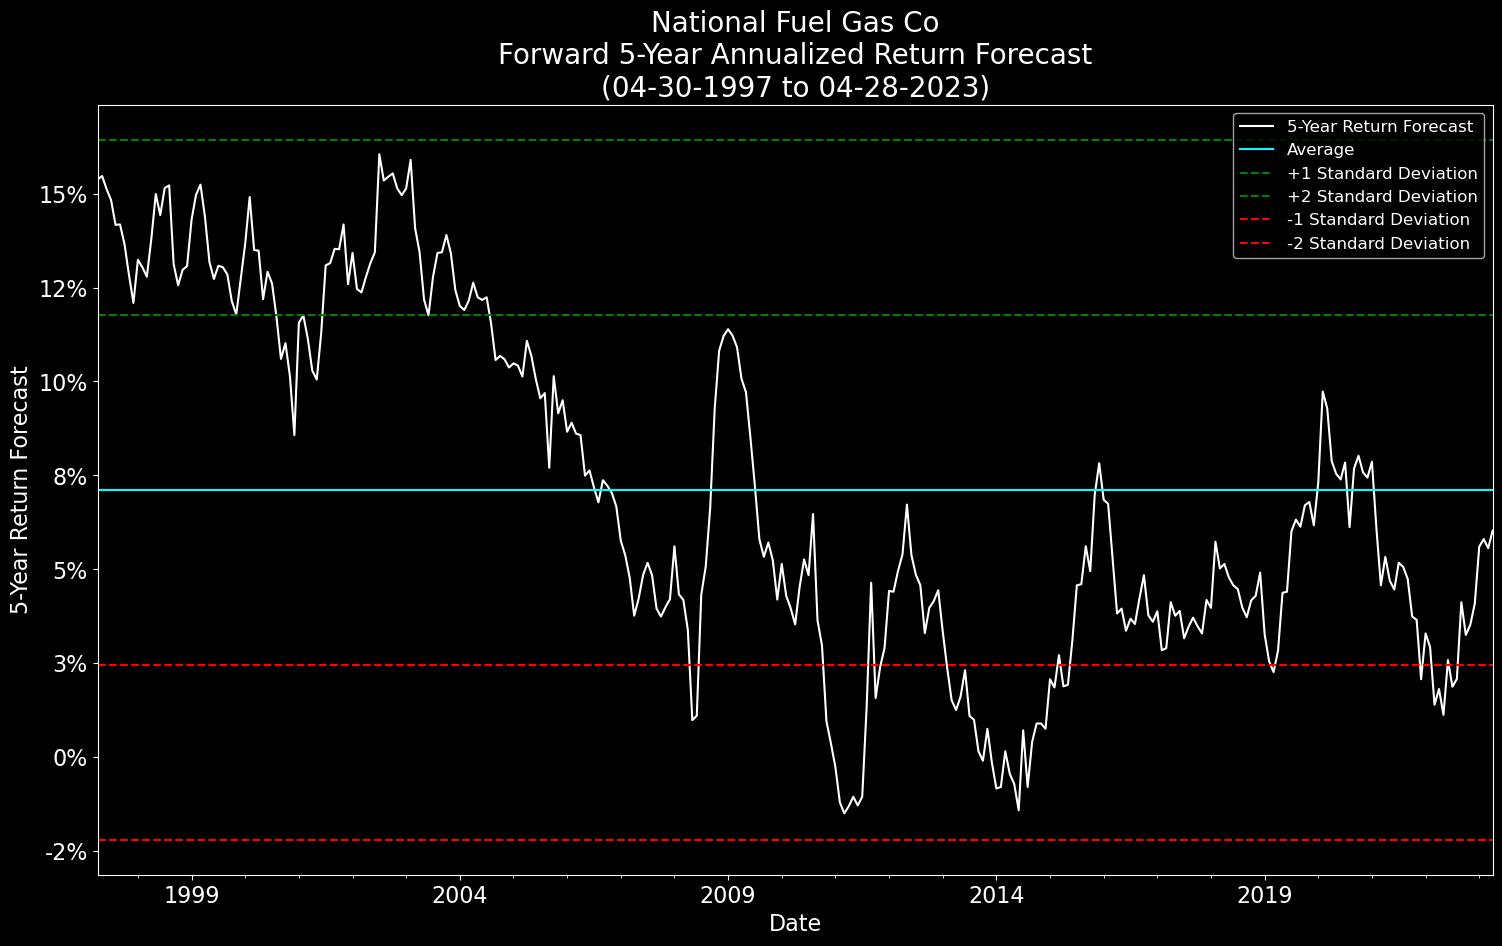 National Fuel Gas Co
Forward 5-Year Annualized Return Forecast
(04-30-1997 to 04-28-2023)
5-Year Return Forecast
Average
+1 Standard Deviation
+2 Standard Deviation
-1 Standard Deviation
-2 Standard Deviation
15%
12%
10%
8%
5%
3%
0%
-2%
5-Year Return Forecast
1999
2004
2009
2014
2019
Date